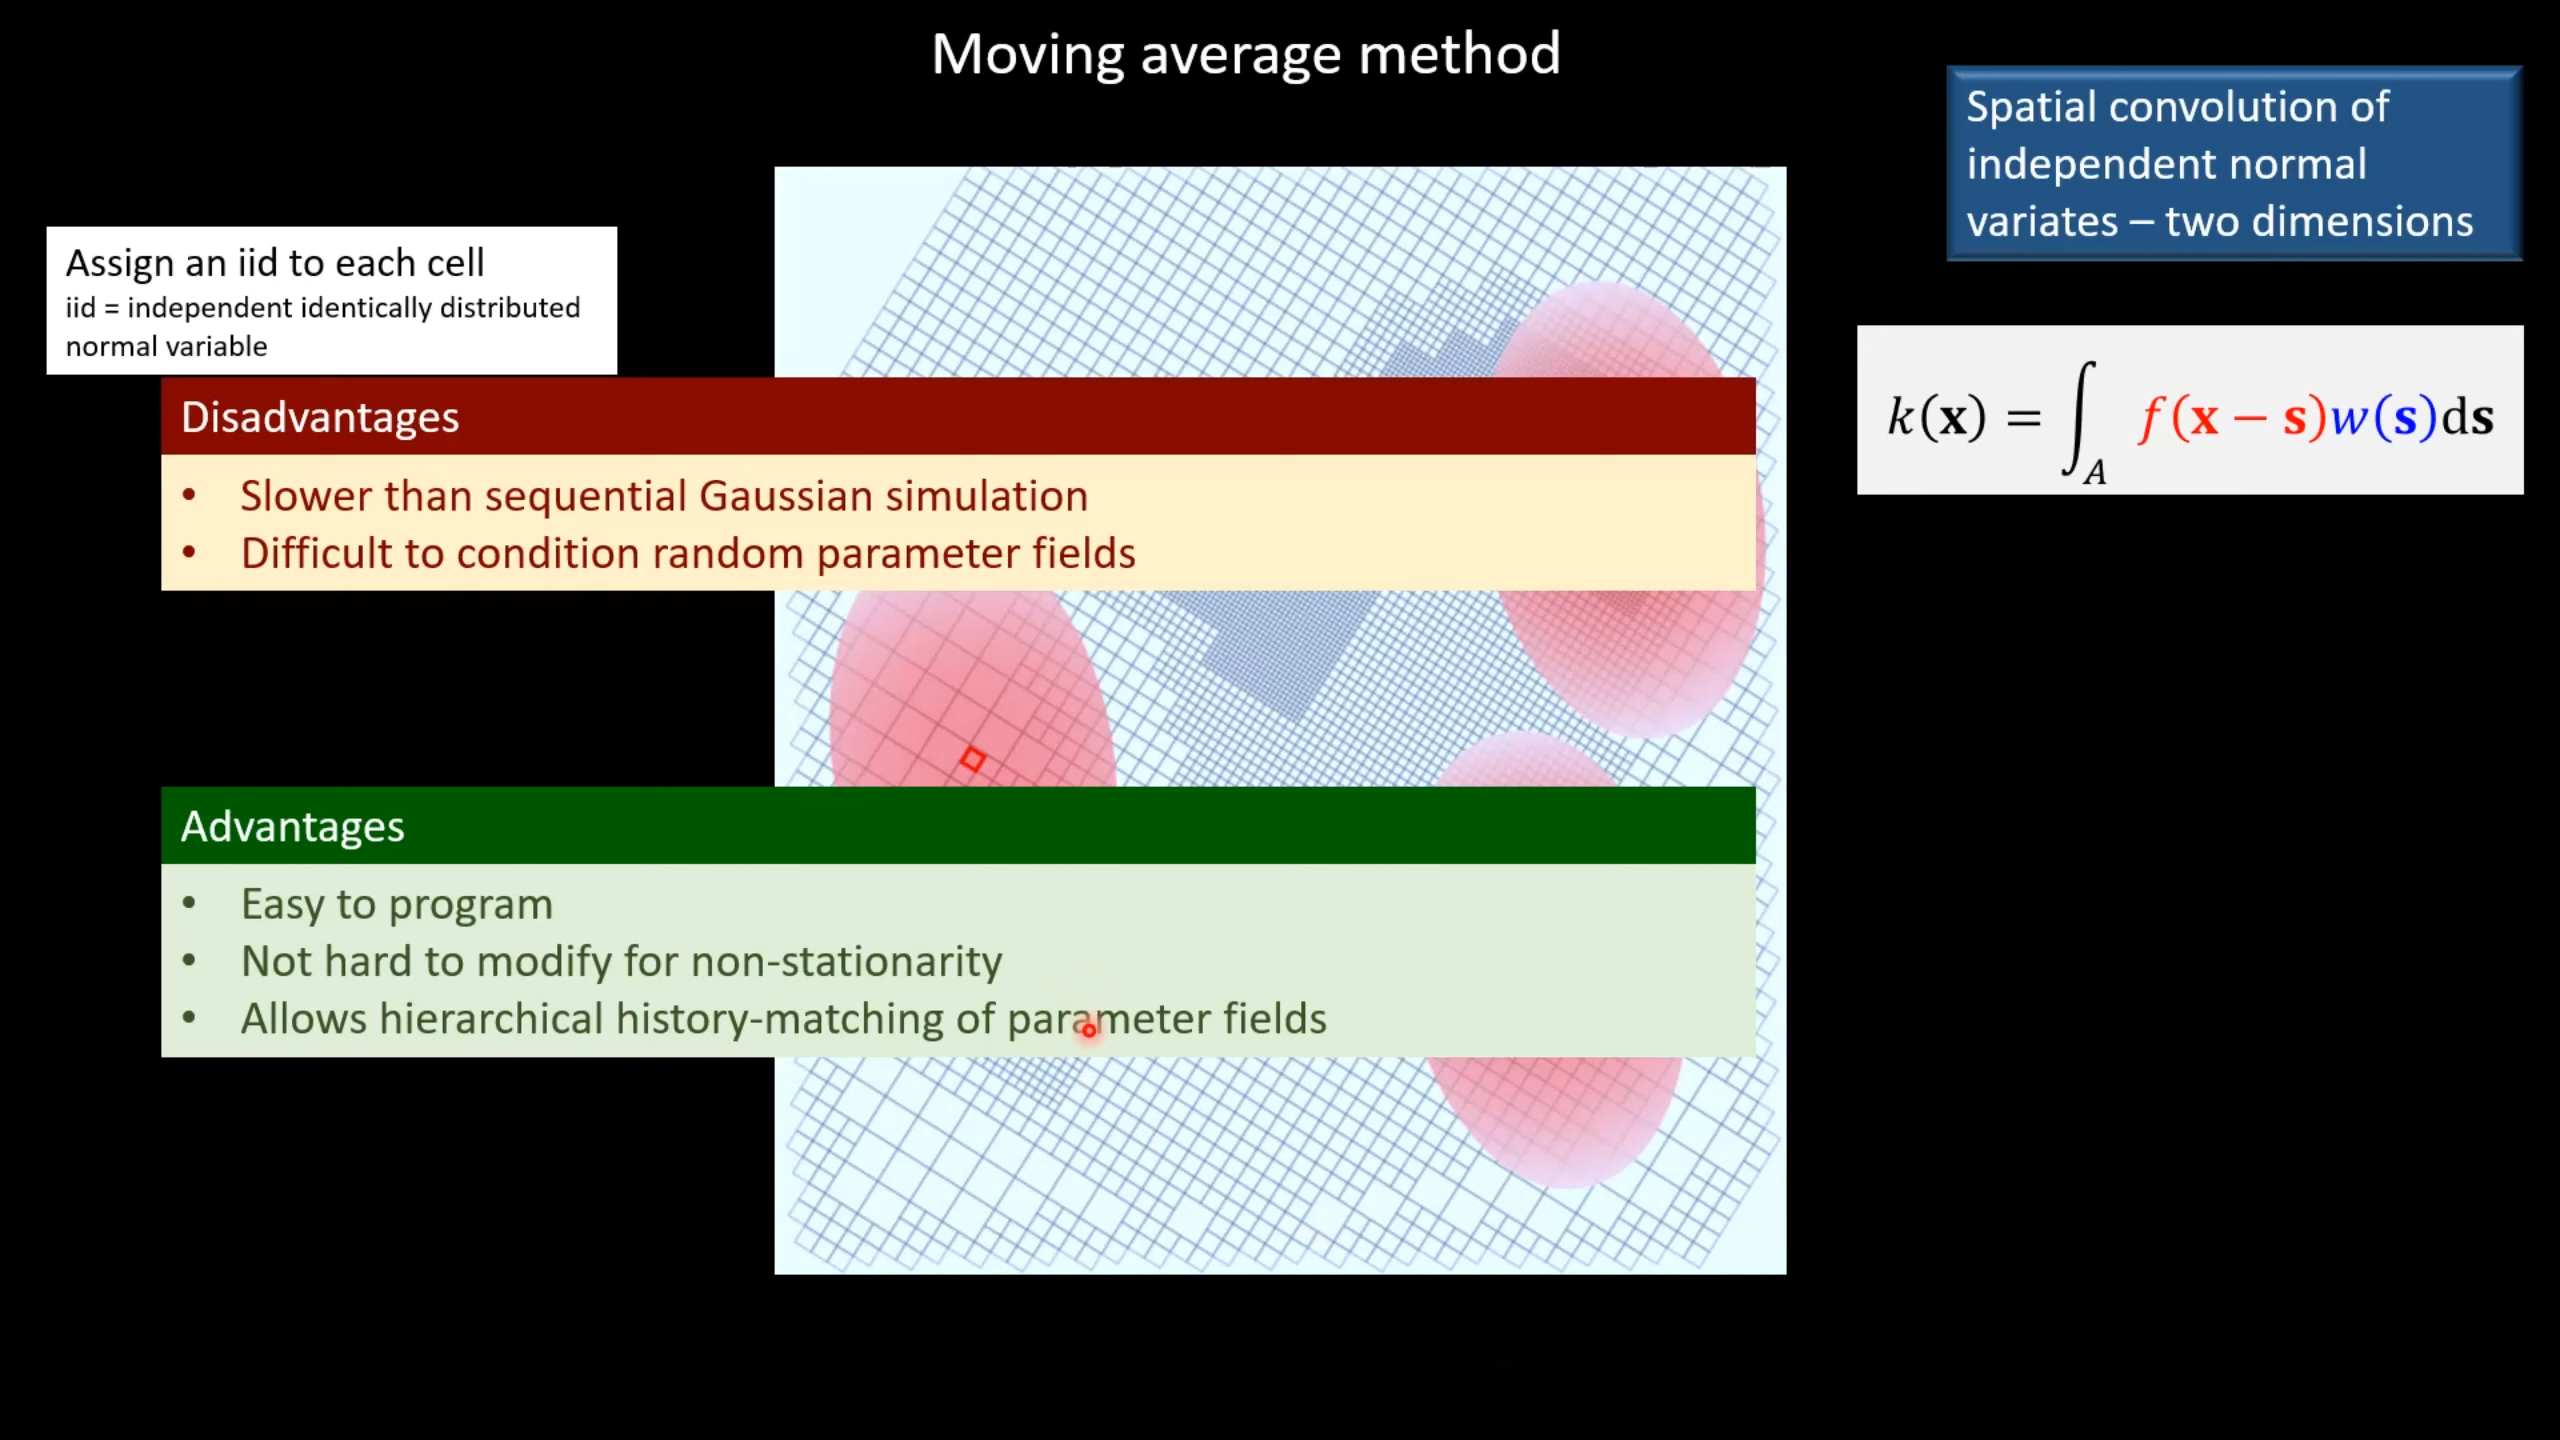 Moving average method
Spatial convolution of
independent normal
variates – two dimensions
Assign an iid to each cell
iid = independent identically distributed
normal variable
k(x) = ∫_A f(x − s)w(s)ds
Disadvantages
• Slower than sequential Gaussian simulation
• Difficult to condition random parameter fields
Advantages
• Easy to program
• Not hard to modify for non-stationarity
• Allows hierarchical history-matching of parameter fields